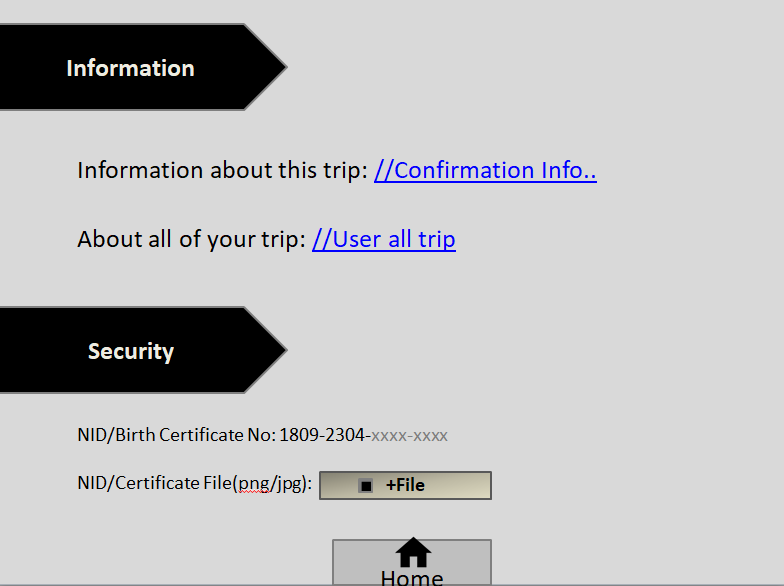 Information
Information about this trip: //Confirmation Info..
About all of your trip: //User all trip
Security
NID/Birth Certificate No: 1809-2304-xxxx-xxxx
NID/Certificate File(png/jpg): +File
Home